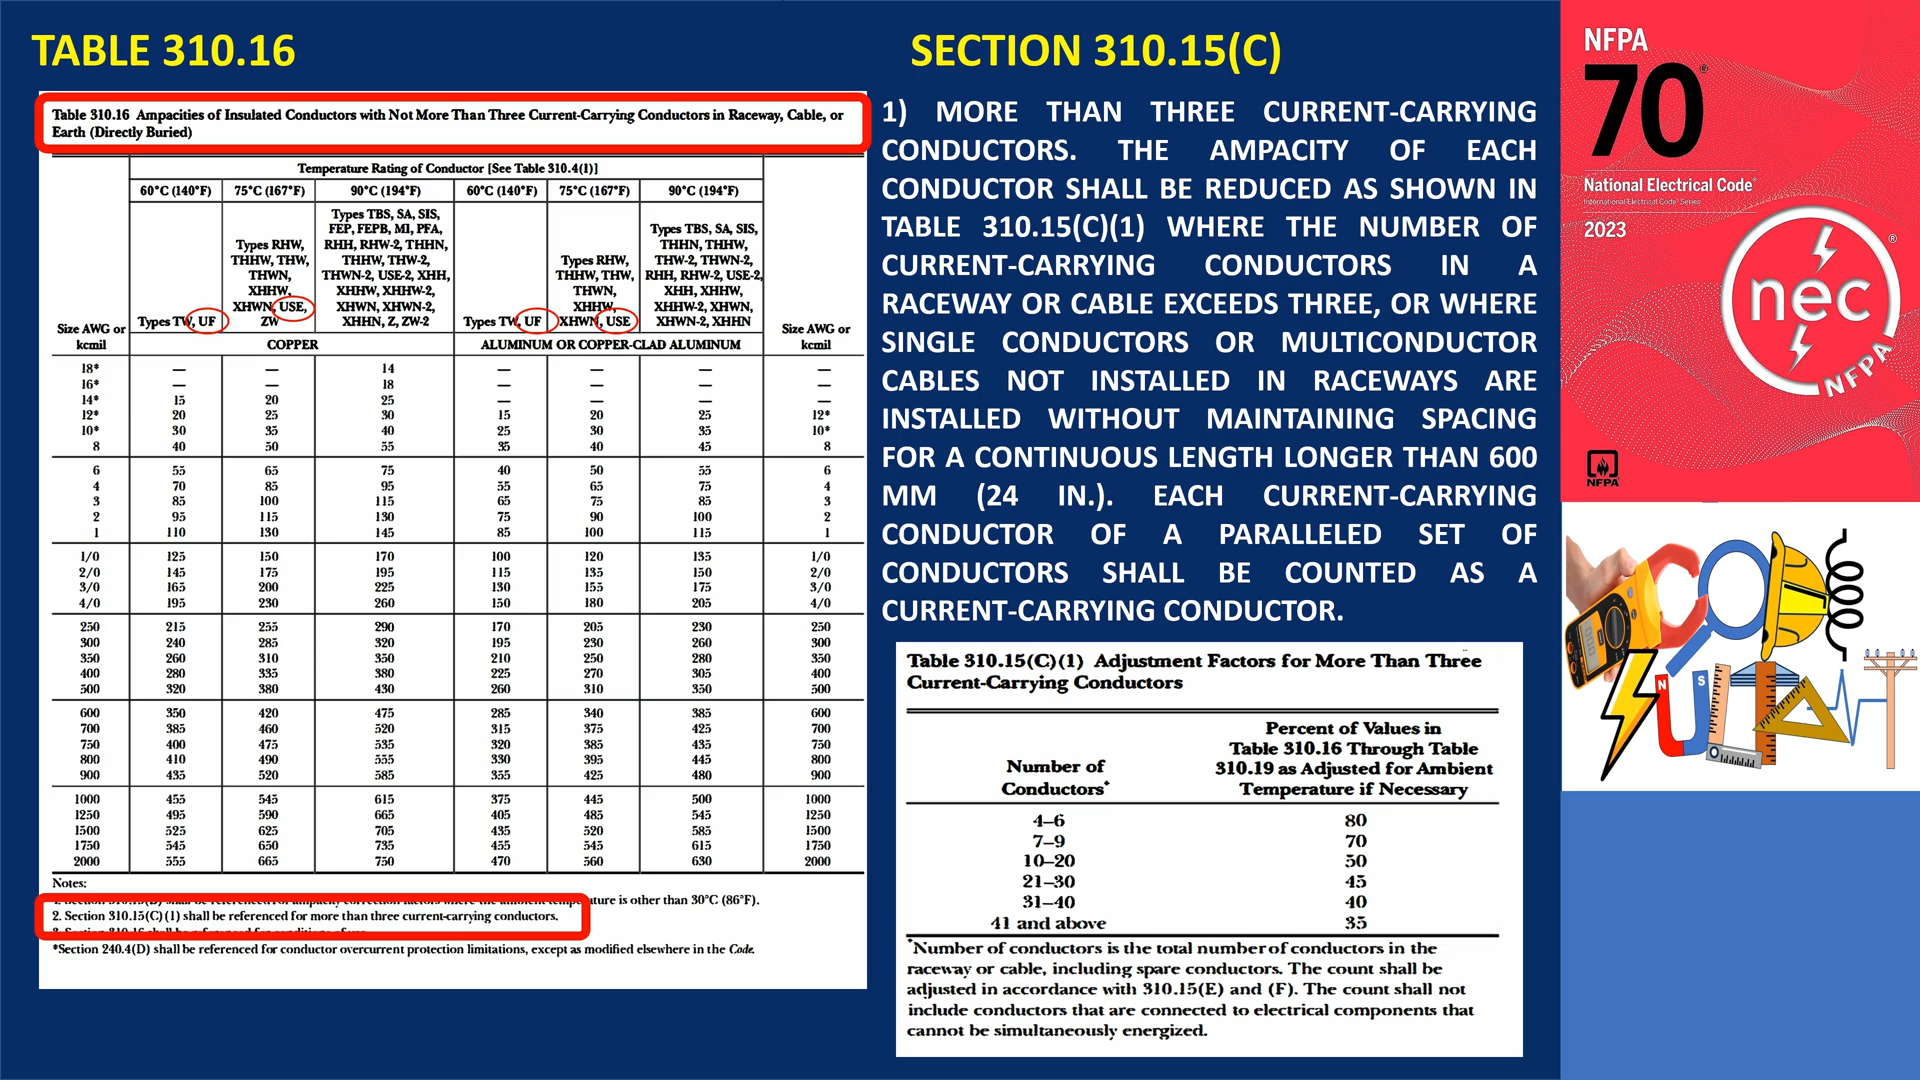 TABLE 310.16
Table 310.16 Ampacities of Insulated Conductors with Not More Than Three Current-Carrying Conductors in Raceway, Cable, or
Earth (Directly Buried)
Temperature Rating of Conductor [See Table 310.4(1)]
60°C (140°F) 75°C (167°F) 90°C (194°F) 60°C (140°F) 75°C (167°F) 90°C (194°F)
Types TW, UF
Types RHW,
THHW, THW,
THWN,
XHHW,
XHWN, USE,
ZW
Types TBS, SA, SIS,
FEP, FEPB, MI, PFA,
RHH, RHW-2, THHN,
THHW, THW-2,
THWN-2, USE-2, XHH,
XHHW, XHHW-2,
XHWN, XHWN-2,
XHHN, Z, ZW-2
Types TW, UF
Types RHW,
THHW, THW,
THWN,
XHHW,
XHWN, USE
Types TBS, SA, SIS,
THHN, THHW,
THW-2, THWN-2,
RHH, RHW-2, USE-2,
XHH, XHHW,
XHHW-2, XHWN,
XHWN-2, XHHN
Size AWG or
kcmil
COPPER
ALUMINUM OR COPPER-CLAD ALUMINUM
Size AWG or
kcmil
18* — — 14 — — — —
16* — — 18 — — — —
14* 15 20 25 — — — —
12* 20 25 30 15 20 25 12*
10* 30 35 40 25 30 35 10*
8 40 50 55 35 40 45 8
6 55 65 75 40 50 55 6
4 70 85 95 55 65 75 4
3 85 100 115 65 75 85 3
2 95 115 130 75 90 100 2
1 110 130 145 85 100 115 1
1/0 125 150 170 100 120 135 1/0
2/0 145 175 195 115 135 150 2/0
3/0 165 200 225 130 155 175 3/0
4/0 195 230 260 150 180 205 4/0
250 215 255 290 170 205 230 250
300 240 285 320 195 230 260 300
350 260 310 350 210 250 280 350
400 280 335 380 225 270 305 400
500 320 380 430 260 310 350 500
600 350 420 475 285 340 385 600
700 385 460 520 315 375 425 700
750 400 475 535 320 385 435 750
800 410 490 555 330 395 445 800
900 435 520 585 355 425 480 900
1000 455 545 615 375 445 500 1000
1250 495 590 665 405 485 545 1250
1500 525 625 705 435 520 585 1500
1750 545 650 735 455 545 615 1750
2000 555 665 750 470 560 630 2000
Notes:
1. Section 310.15(B) shall be referenced for ampacity correction factors where the ambient temperature is other than 30°C (86°F).
2. Section 310.15(C)(1) shall be referenced for more than three current-carrying conductors.
*Section 240.4(D) shall be referenced for conductor overcurrent protection limitations, except as modified elsewhere in the Code.
SECTION 310.15(C)
1) MORE THAN THREE CURRENT-CARRYING
CONDUCTORS. THE AMPACITY OF EACH
CONDUCTOR SHALL BE REDUCED AS SHOWN IN
TABLE 310.15(C)(1) WHERE THE NUMBER OF
CURRENT-CARRYING CONDUCTORS IN A
RACEWAY OR CABLE EXCEEDS THREE, OR WHERE
SINGLE CONDUCTORS OR MULTICONDUCTOR
CABLES NOT INSTALLED IN RACEWAYS ARE
INSTALLED WITHOUT MAINTAINING SPACING
FOR A CONTINUOUS LENGTH LONGER THAN 600
MM (24 IN.). EACH CURRENT-CARRYING
CONDUCTOR OF A PARALLELED SET OF
CONDUCTORS SHALL BE COUNTED AS A
CURRENT-CARRYING CONDUCTOR.
Table 310.15(C)(1) Adjustment Factors for More Than Three
Current-Carrying Conductors
Number of
Conductors*
Percent of Values in
Table 310.16 Through Table
310.19 as Adjusted for Ambient
Temperature if Necessary
4–6 80
7–9 70
10–20 50
21–30 45
31–40 40
41 and above 35
*Number of conductors is the total number of conductors in the
raceway or cable, including spare conductors. The count shall be
adjusted in accordance with 310.15(E) and (F). The count shall not
include conductors that are connected to electrical components that
cannot be simultaneously energized.
NFPA
70®
National Electrical Code®
International Electrical Code® Series
2023
nec®
NFPA
NFPA
N S